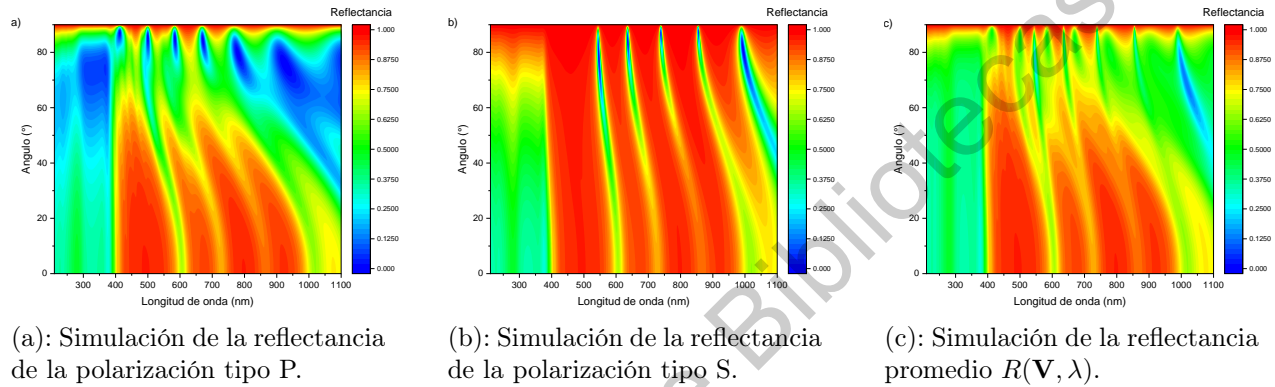 a)
Reflectancia
80
60
40
20
0
Angulo (°)
300 400 500 600 700 800 900 1000 1100
Longitud de onda (nm)
1.000
0.8750
0.7500
0.6250
0.5000
0.3750
0.2500
0.1250
0.000
b)
Reflectancia
80
60
40
20
0
Angulo (°)
300 400 500 600 700 800 900 1000 1100
Longitud de onda (nm)
1.000
0.8750
0.7500
0.6250
0.5000
0.3750
0.2500
0.1250
0.000
c)
Reflectancia
80
60
40
20
0
Angulo (°)
300 400 500 600 700 800 900 1000 1100
Longitud de onda (nm)
1.000
0.8750
0.7500
0.6250
0.5000
0.3750
0.2500
0.1250
0.000
(a): Simulación de la reflectancia
de la polarización tipo P.
(b): Simulación de la reflectancia
de la polarización tipo S.
(c): Simulación de la reflectancia
promedio R(V, λ).
Bibliotecas